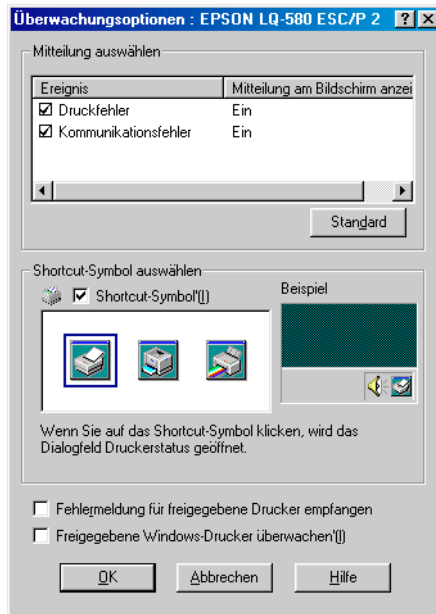 Überwachungsoptionen : EPSON LQ-580 ESC/P 2
Mitteilung auswählen
Ereignis Mitteilung am Bildschirm anzei
Druckfehler Ein
Kommunikationsfehler Ein
Standard
Shortcut-Symbol auswählen
Shortcut-Symbol'(I)
Beispiel
Wenn Sie auf das Shortcut-Symbol klicken, wird das
Dialogfeld Druckerstatus geöffnet.
Fehlermeldung für freigegebene Drucker empfangen
Freigegebene Windows-Drucker überwachen'(I)
OK Abbrechen Hilfe